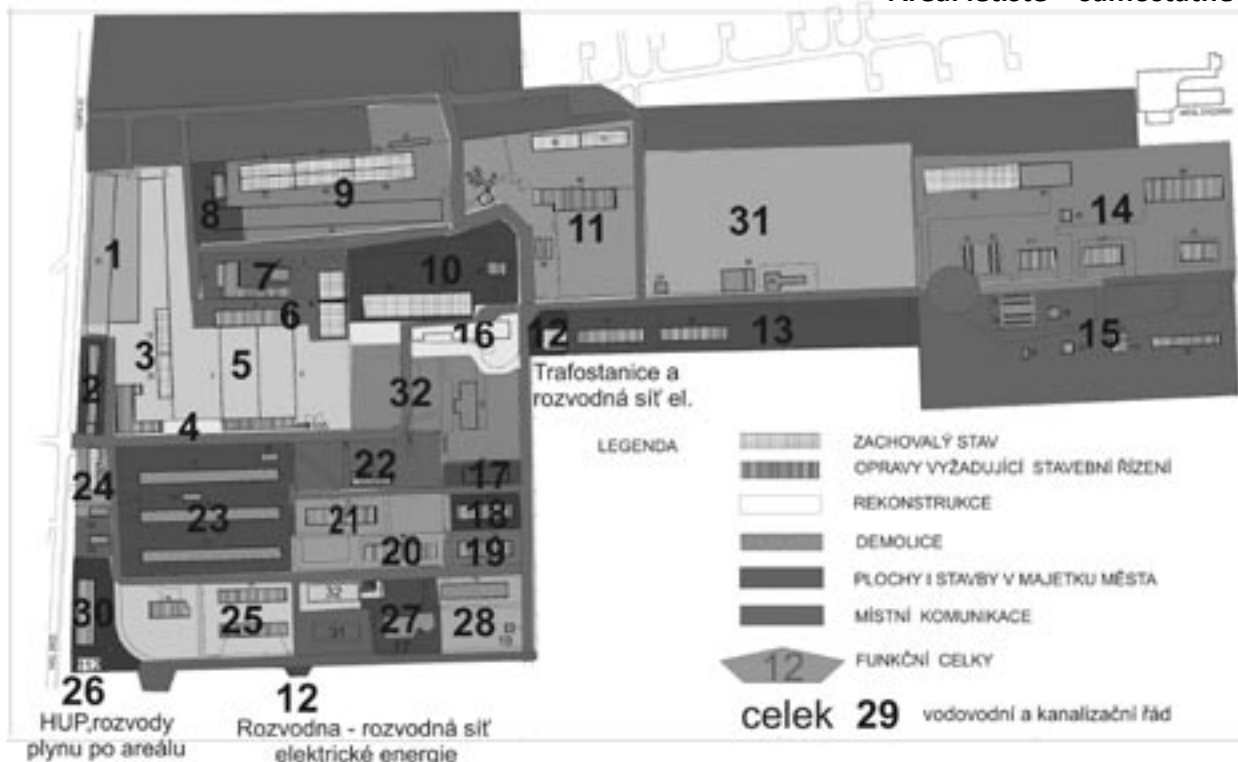 1
2
3
4
5
6
7
8
9
10
11
31
14
15
16
12
13
32
Trafostanice a
rozvodná síť el.
22
17
24
23
21
18
20
19
30
25
32
31
27
28
26
HUP,rozvody
plynu po areálu
12
Rozvodna - rozvodná síť
elektrické energie
LEGENDA
ZACHOVALÝ STAV
OPRAVY VYŽADUJÍCÍ STAVEBNÍ ŘÍZENÍ
REKONSTRUKCE
DEMOLICE
PLOCHY I STAVBY V MAJETKU MĚSTA
MÍSTNÍ KOMUNIKACE
12 FUNKČNÍ CELKY
celek 29 vodovodní a kanalizační řád